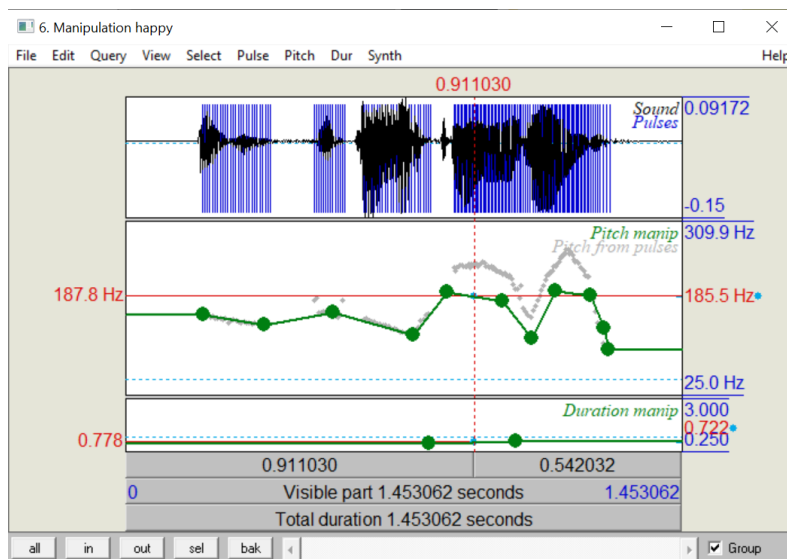 6. Manipulation happy
File Edit Query View Select Pulse Pitch Dur Synth Help
0.911030
Sound 0.09172
Pulses
-0.15
Pitch manip 309.9 Hz
Pitch from pulses
187.8 Hz 185.5 Hz
25.0 Hz
Duration manip 3.000
0.722
0.778 0.250
0.911030 0.542032
0 Visible part 1.453062 seconds 1.453062
Total duration 1.453062 seconds
all in out sel bak Group